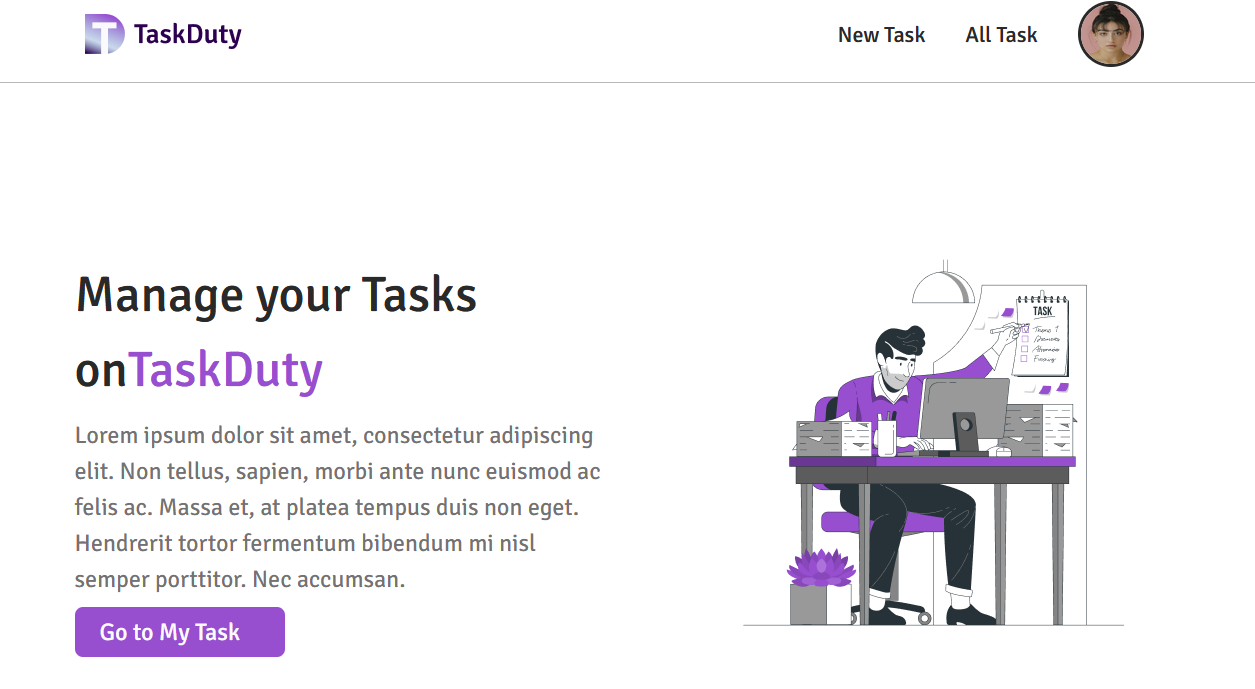 TaskDuty
New Task
All Task
Manage your Tasks
onTaskDuty
Lorem ipsum dolor sit amet, consectetur adipiscing
elit. Non tellus, sapien, morbi ante nunc euismod ac
felis ac. Massa et, at platea tempus duis non eget.
Hendrerit tortor fermentum bibendum mi nisl
semper porttitor. Nec accumsan.
Go to My Task
TASK